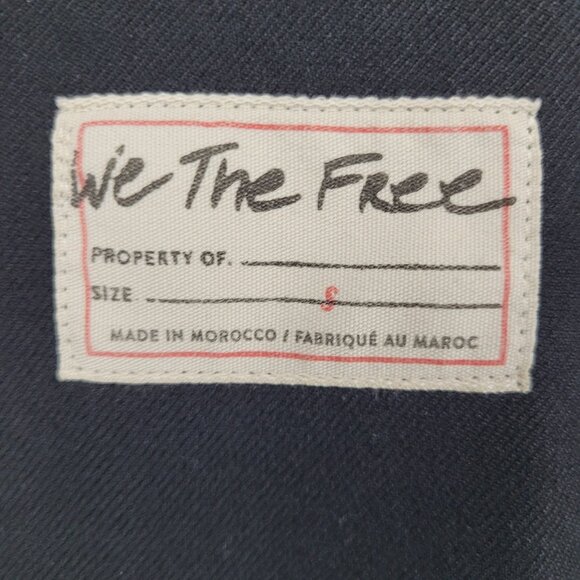 We The Free
PROPERTY OF.
SIZE S
MADE IN MOROCCO / FABRIQUÉ AU MAROC